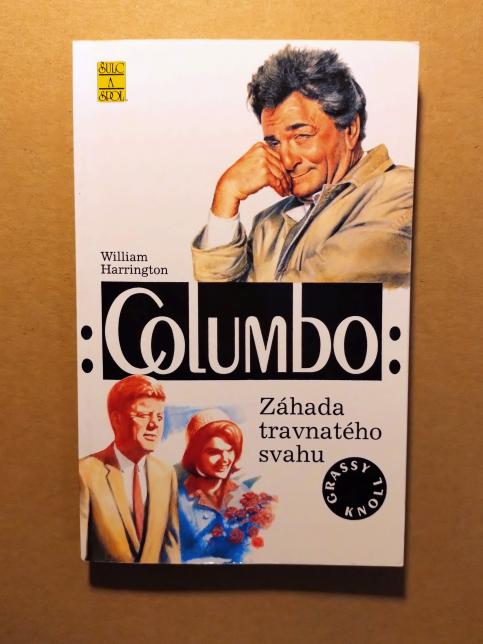 ŠULC
A
SPOL.
William
Harrington
:COLUMBO:
Záhada
travnatého
svahu
GRASSY
KNOLL